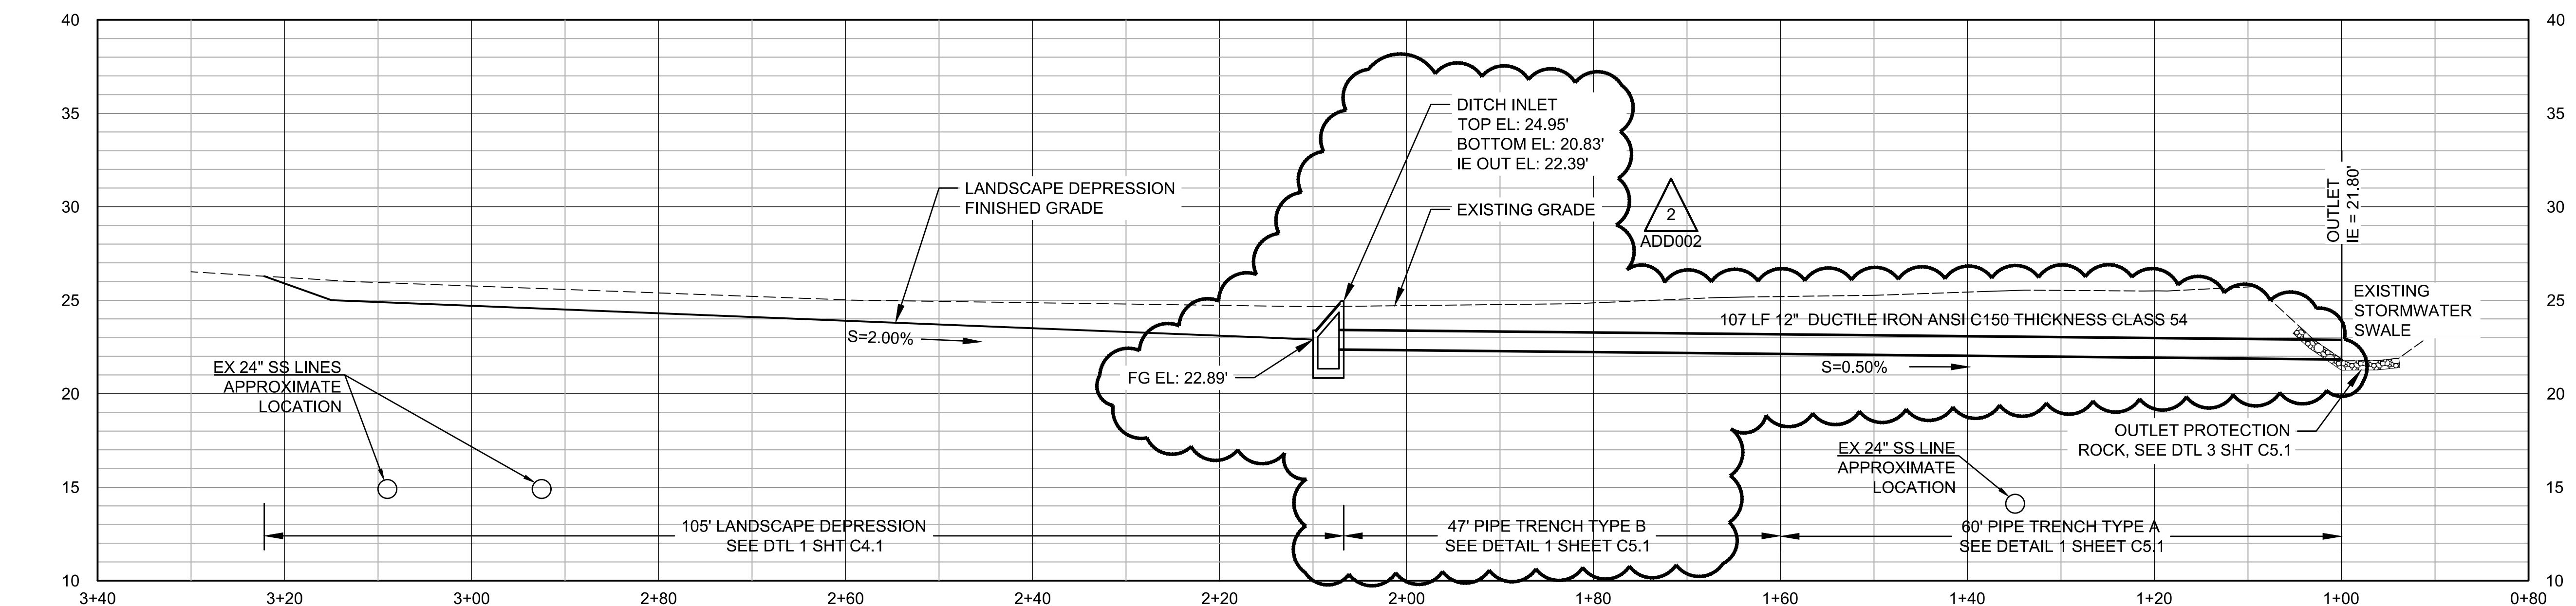 40
35
30
25
20
15
10
40
35
30
25
20
15
10
DITCH INLET
TOP EL: 24.95'
BOTTOM EL: 20.83'
IE OUT EL: 22.39'
LANDSCAPE DEPRESSION
FINISHED GRADE
EXISTING GRADE
2
ADD002
OUTLET
IE = 21.80'
EXISTING
STORMWATER
SWALE
107 LF 12" DUCTILE IRON ANSI C150 THICKNESS CLASS 54
S=2.00%
S=0.50%
FG EL: 22.89'
EX 24" SS LINES
APPROXIMATE
LOCATION
OUTLET PROTECTION
ROCK, SEE DTL 3 SHT C5.1
EX 24" SS LINE
APPROXIMATE
LOCATION
105' LANDSCAPE DEPRESSION
SEE DTL 1 SHT C4.1
47' PIPE TRENCH TYPE B
SEE DETAIL 1 SHEET C5.1
60' PIPE TRENCH TYPE A
SEE DETAIL 1 SHEET C5.1
3+40
3+20
3+00
2+80
2+60
2+40
2+20
2+00
1+80
1+60
1+40
1+20
1+00
0+80